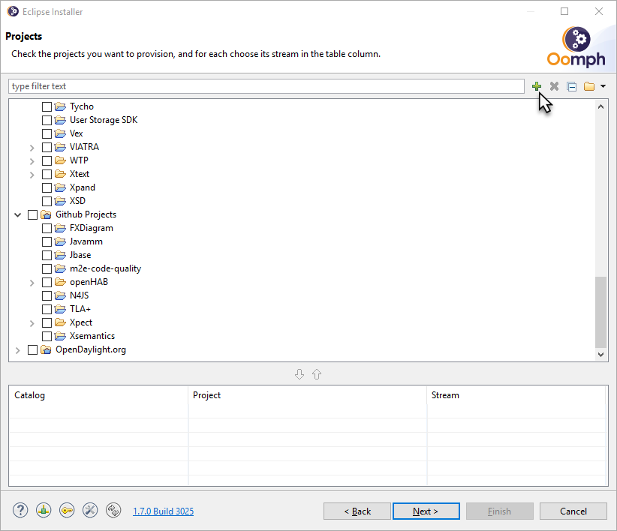 Eclipse Installer
Projects
Check the projects you want to provision, and for each choose its stream in the table column.
Oomph
type filter text
Tycho
User Storage SDK
Vex
VIATRA
WTP
Xtext
Xpand
XSD
Github Projects
FXDiagram
Javamm
Jbase
m2e-code-quality
openHAB
N4JS
TLA+
Xpect
Xsemantics
OpenDaylight.org
Catalog Project Stream
1.7.0 Build 3025 < Back Next > Finish Cancel